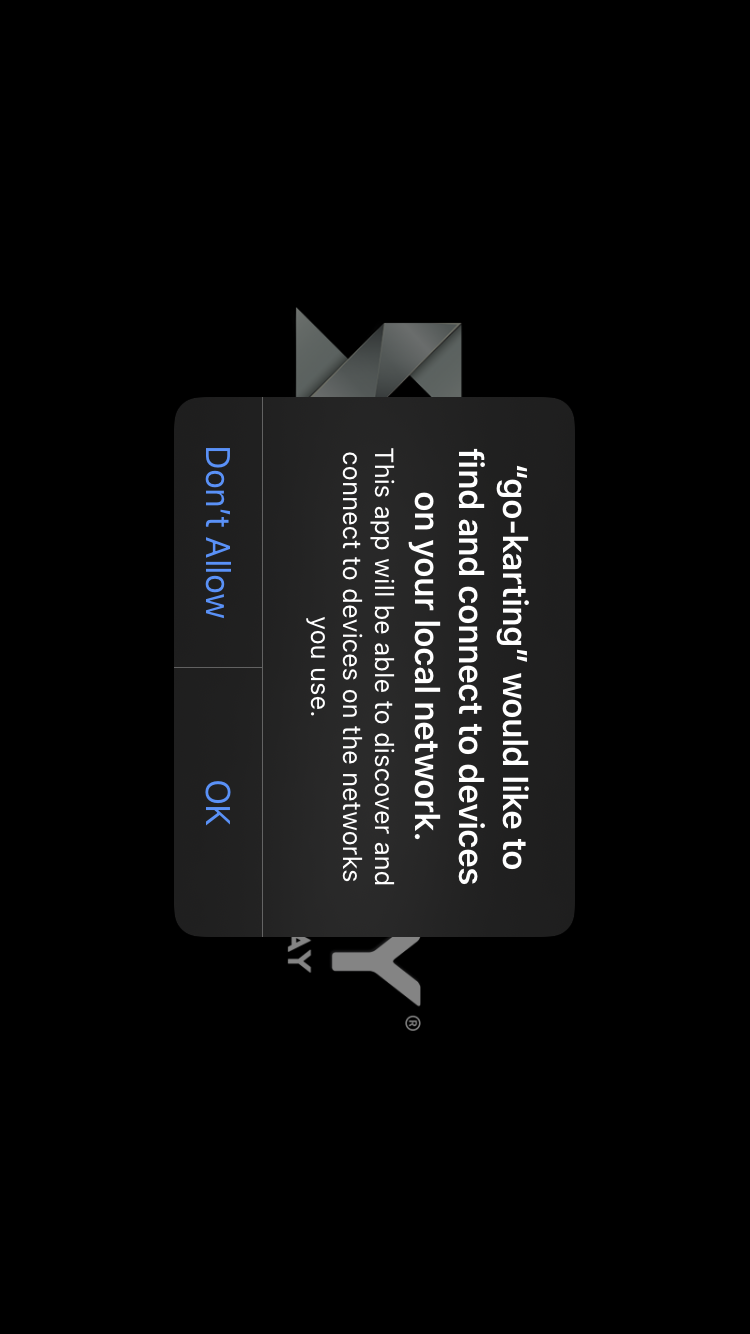 “go-karting” would like to
find and connect to devices
on your local network.
This app will be able to discover and
connect to devices on the networks
you use.
Don’t Allow
OK
Y®
AY